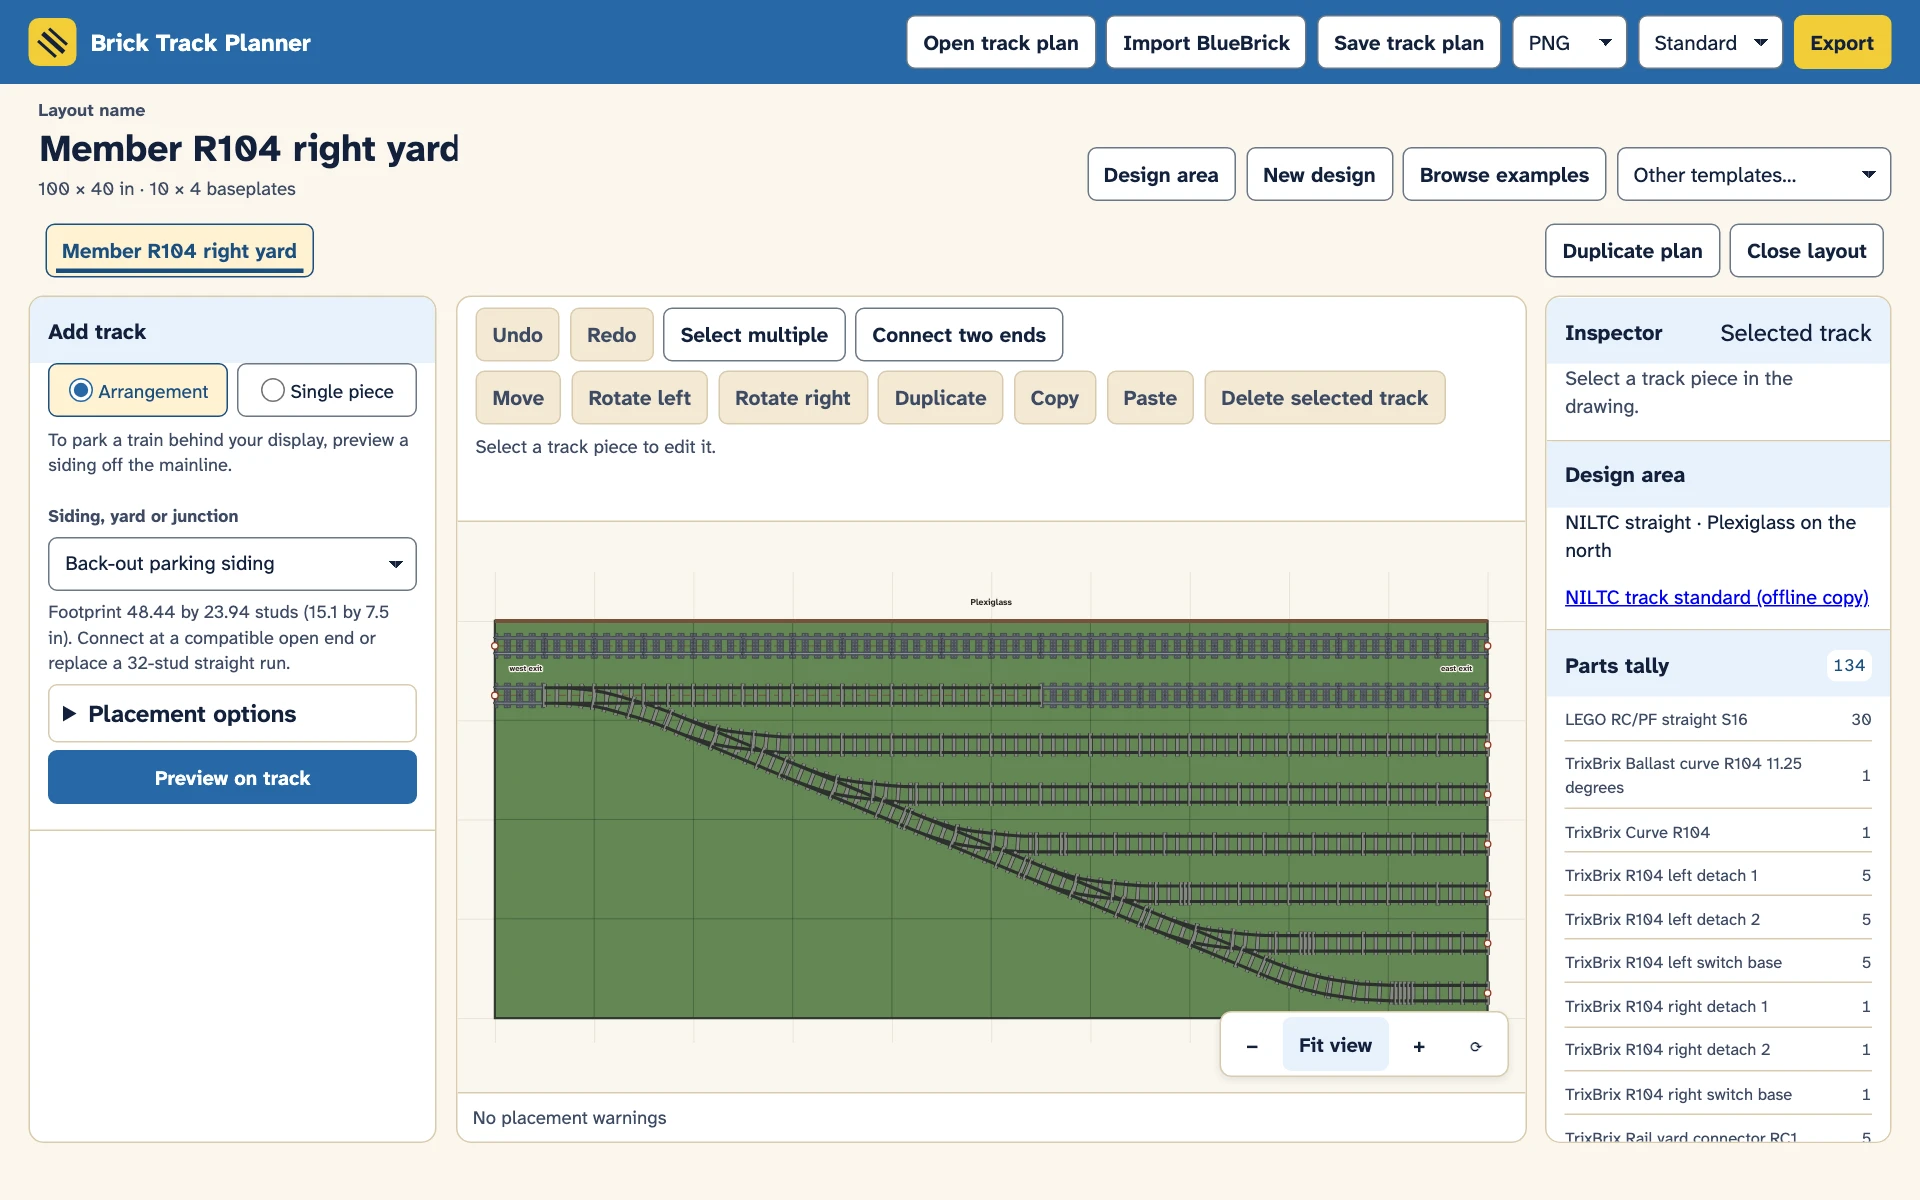 Brick Track Planner
Open track plan
Import BlueBrick
Save track plan
PNG
Standard
Export
Layout name
Member R104 right yard
100 × 40 in · 10 × 4 baseplates
Design area
New design
Browse examples
Other templates...
Member R104 right yard
Duplicate plan
Close layout
Add track
Arrangement
Single piece
To park a train behind your display, preview a
siding off the mainline.
Siding, yard or junction
Back-out parking siding
Footprint 48.44 by 23.94 studs (15.1 by 7.5
in). Connect at a compatible open end or
replace a 32-stud straight run.
Placement options
Preview on track
Undo
Redo
Select multiple
Connect two ends
Move
Rotate left
Rotate right
Duplicate
Copy
Paste
Delete selected track
Select a track piece to edit it.
Plexiglass
west exit
east exit
−
Fit view
+
⟳
No placement warnings
Inspector
Selected track
Select a track piece in the
drawing.
Design area
NILTC straight · Plexiglass on the
north
NILTC track standard (offline copy)
Parts tally
134
LEGO RC/PF straight S16 30
TrixBrix Ballast curve R104 11.25
degrees 1
TrixBrix Curve R104 1
TrixBrix R104 left detach 1 5
TrixBrix R104 left detach 2 5
TrixBrix R104 left switch base 5
TrixBrix R104 right detach 1 1
TrixBrix R104 right detach 2 1
TrixBrix R104 right switch base 1
TrixBrix Rail yard connector RC1 5